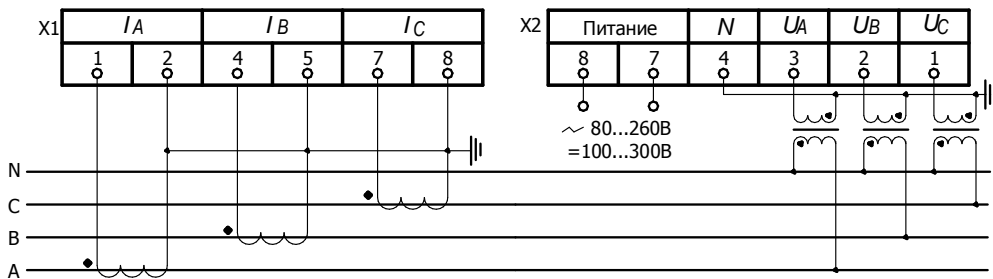 X1 IA IB IC X2 Питание N UA UB UC
1 2 4 5 7 8 8 7 4 3 2 1
~ 80...260В
=100...300В
N
C
B
A